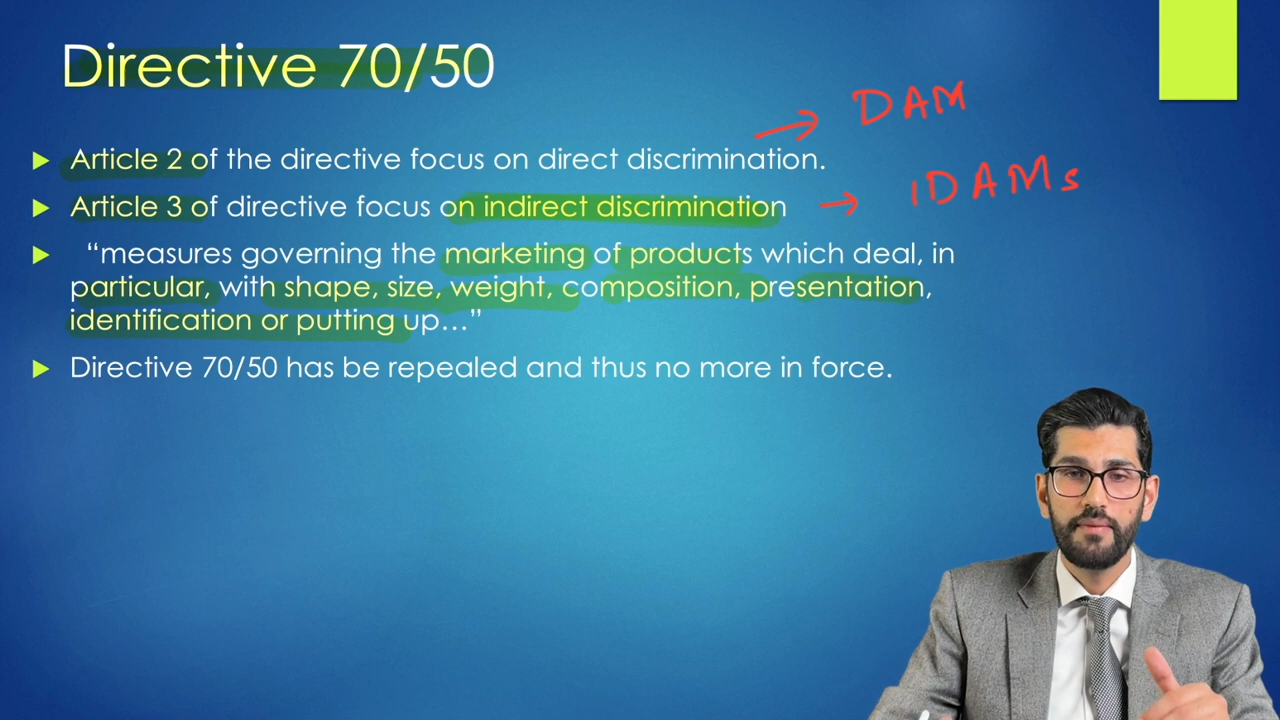 Directive 70/50
→ DAM
Article 2 of the directive focus on direct discrimination.
Article 3 of directive focus on indirect discrimination → IDAMs
“measures governing the marketing of products which deal, in
particular, with shape, size, weight, composition, presentation,
identification or putting up…”
Directive 70/50 has be repealed and thus no more in force.